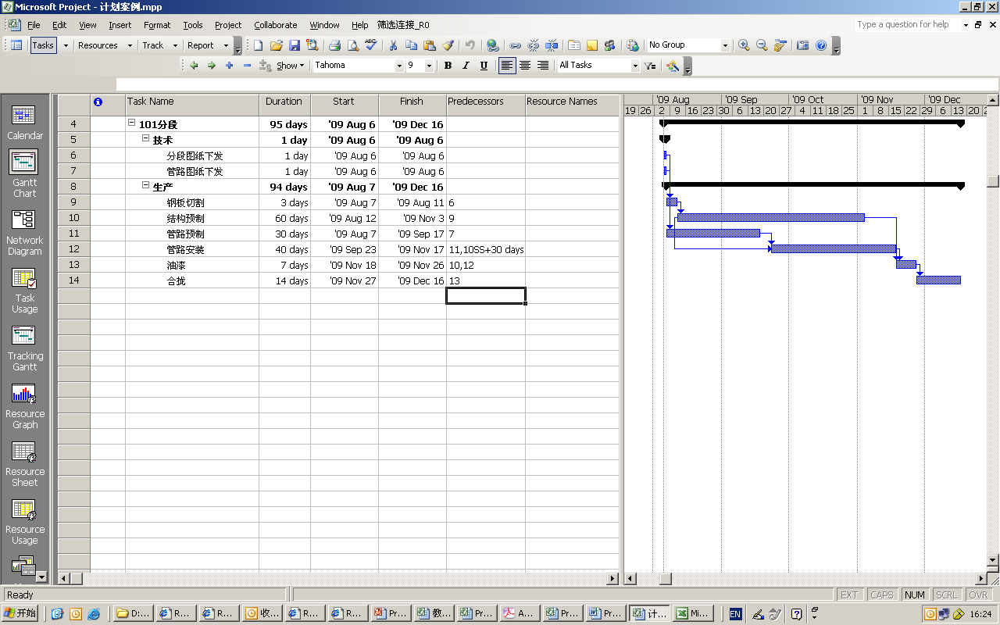 Microsoft Project - 计划案例.mpp
File Edit View Insert Format Tools Project Collaborate Window Help 筛选连接_R0 Type a question for help
Tasks Resources Track Report No Group
Show Tahoma 9 B I U All Tasks
Task Name Duration Start Finish Predecessors Resource Names
'09 Aug '09 Sep '09 Oct '09 Nov '09 Dec
19 26 2 9 16 23 30 6 13 20 27 4 11 18 25 1 8 15 22 29 6 13 20
4 101分段 95 days '09 Aug 6 '09 Dec 16
5 技术 1 day '09 Aug 6 '09 Aug 6
6 分段图纸下发 1 day '09 Aug 6 '09 Aug 6
7 管路图纸下发 1 day '09 Aug 6 '09 Aug 6
8 生产 94 days '09 Aug 7 '09 Dec 16
9 钢板切割 3 days '09 Aug 7 '09 Aug 11 6
10 结构预制 60 days '09 Aug 12 '09 Nov 3 9
11 管路预制 30 days '09 Aug 7 '09 Sep 17 7
12 管路安装 40 days '09 Sep 23 '09 Nov 17 11,10SS+30 days
13 油漆 7 days '09 Nov 18 '09 Nov 26 10,12
14 合拢 14 days '09 Nov 27 '09 Dec 16 13
Calendar
Gantt
Chart
Network
Diagram
Task
Usage
Tracking
Gantt
Resource
Graph
Resource
Sheet
Resource
Usage
Ready EXT CAPS NUM SCRL OVR
开始 D:... R... R... 收... R... R... Pr... 教... Pr... A... Pr... Pr... 计... Mi... EN 16:24